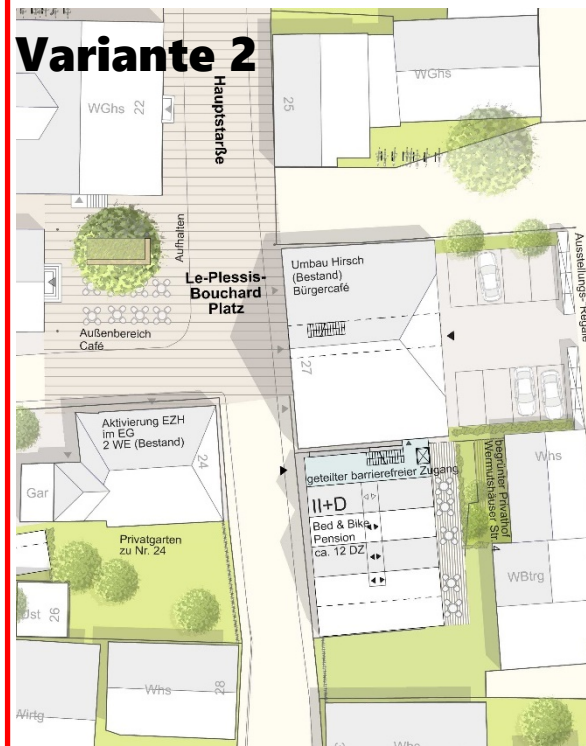 Variante 2
WGhs
22
Hauptstarße
25
WGhs
Aufhalten
Le-Plessis-
Bouchard
Platz
Außenbereich
Café
Umbau Hirsch
(Bestand)
Bürgercafé
27
Ausstellungs- Regale
Aktivierung EZH
im EG
2 WE (Bestand)
24
Gar
Privatgarten
zu Nr. 24
geteilter barrierefreier Zugang
II+D
Bed & Bike
Pension
ca. 12 DZ
begrünter Privathof
Wermutshäuser Str. 4
Whs
WBtrg
26
Whs
28
Wirtg
Whs